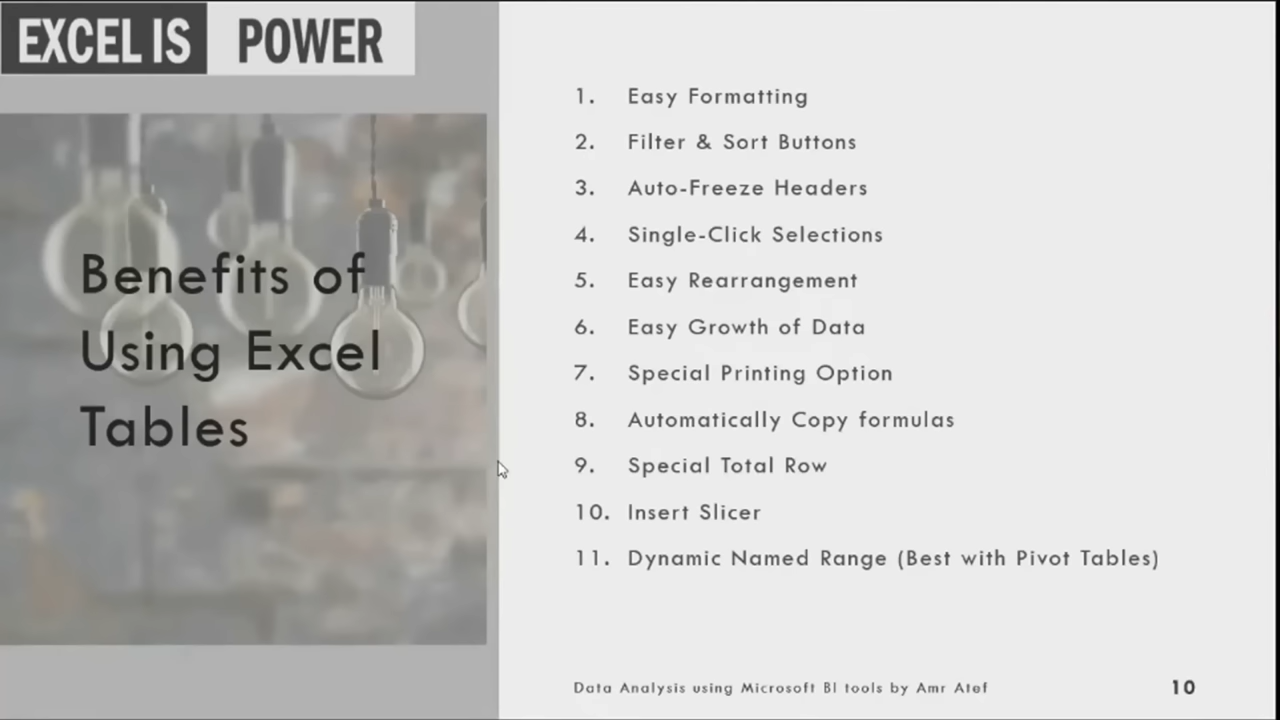 EXCEL IS POWER
Benefits of
Using Excel
Tables
1. Easy Formatting
2. Filter & Sort Buttons
3. Auto-Freeze Headers
4. Single-Click Selections
5. Easy Rearrangement
6. Easy Growth of Data
7. Special Printing Option
8. Automatically Copy formulas
9. Special Total Row
10. Insert Slicer
11. Dynamic Named Range (Best with Pivot Tables)
Data Analysis using Microsoft BI tools by Amr Atef
10